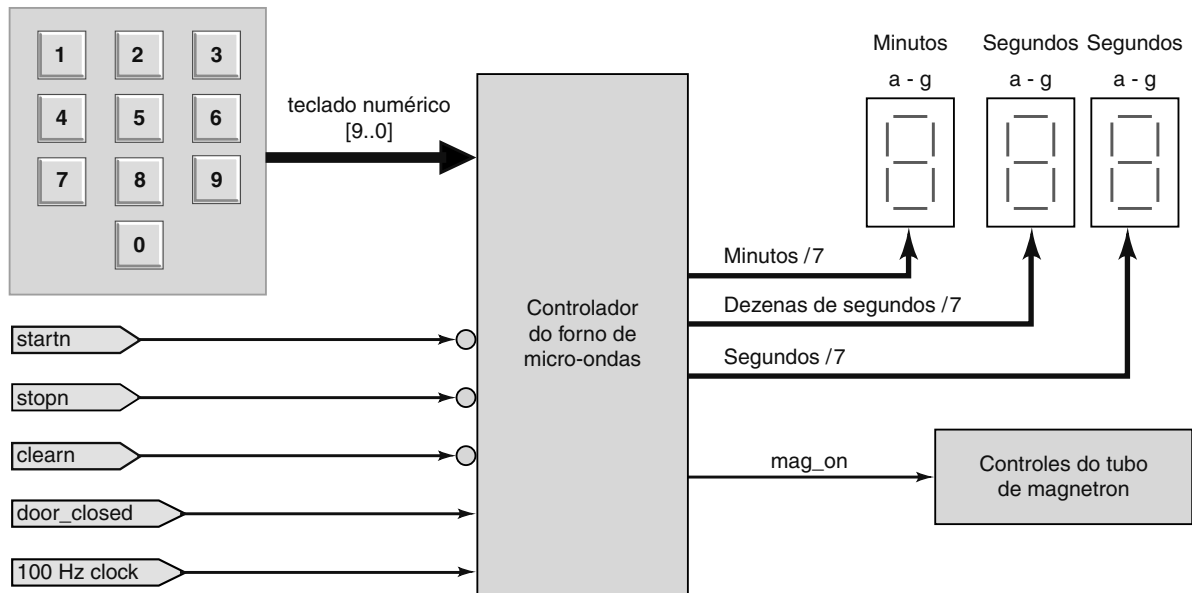 1 2 3
4 5 6
7 8 9
0
teclado numérico
[9..0]
startn
stopn
clearn
door_closed
100 Hz clock
Controlador
do forno de
micro-ondas
Minutos Segundos Segundos
a - g a - g a - g
Minutos /7
Dezenas de segundos /7
Segundos /7
mag_on
Controles do tubo
de magnetron